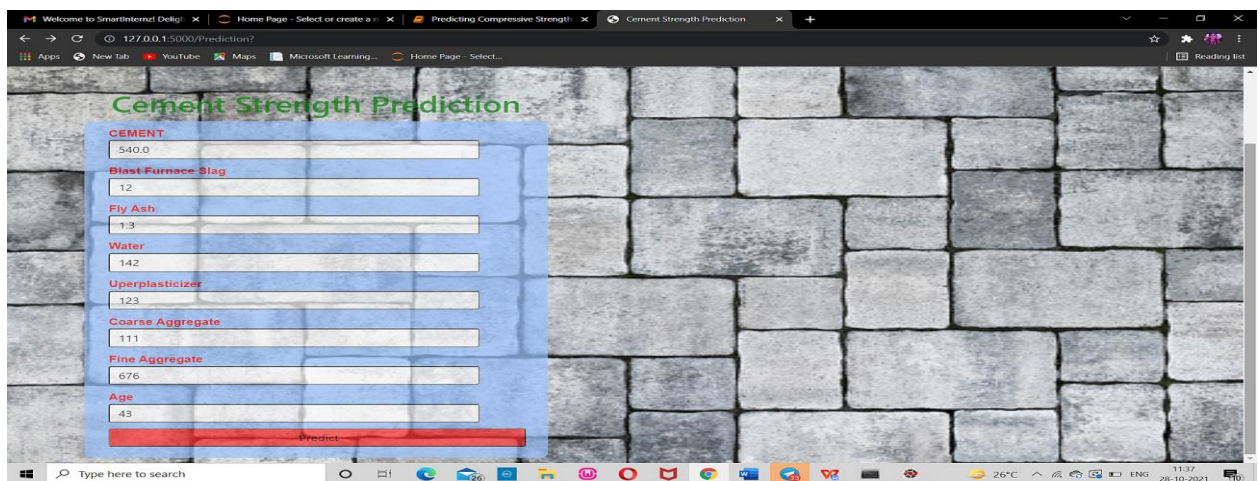 Welcome to SmartInternz! Deligh
Home Page - Select or create a n
Predicting Compressive Strength
Cement Strength Prediction
127.0.0.1:5000/Prediction?
Apps
New Tab
YouTube
Maps
Microsoft Learning...
Home Page - Select...
Reading list
Cement Strength Prediction
CEMENT
540.0
Blast Furnace Slag
12
Fly Ash
1.3
Water
142
Uperplasticizer
123
Coarse Aggregate
111
Fine Aggregate
676
Age
43
Predict
Type here to search
26
26°C
ENG
11:37
28-10-2021